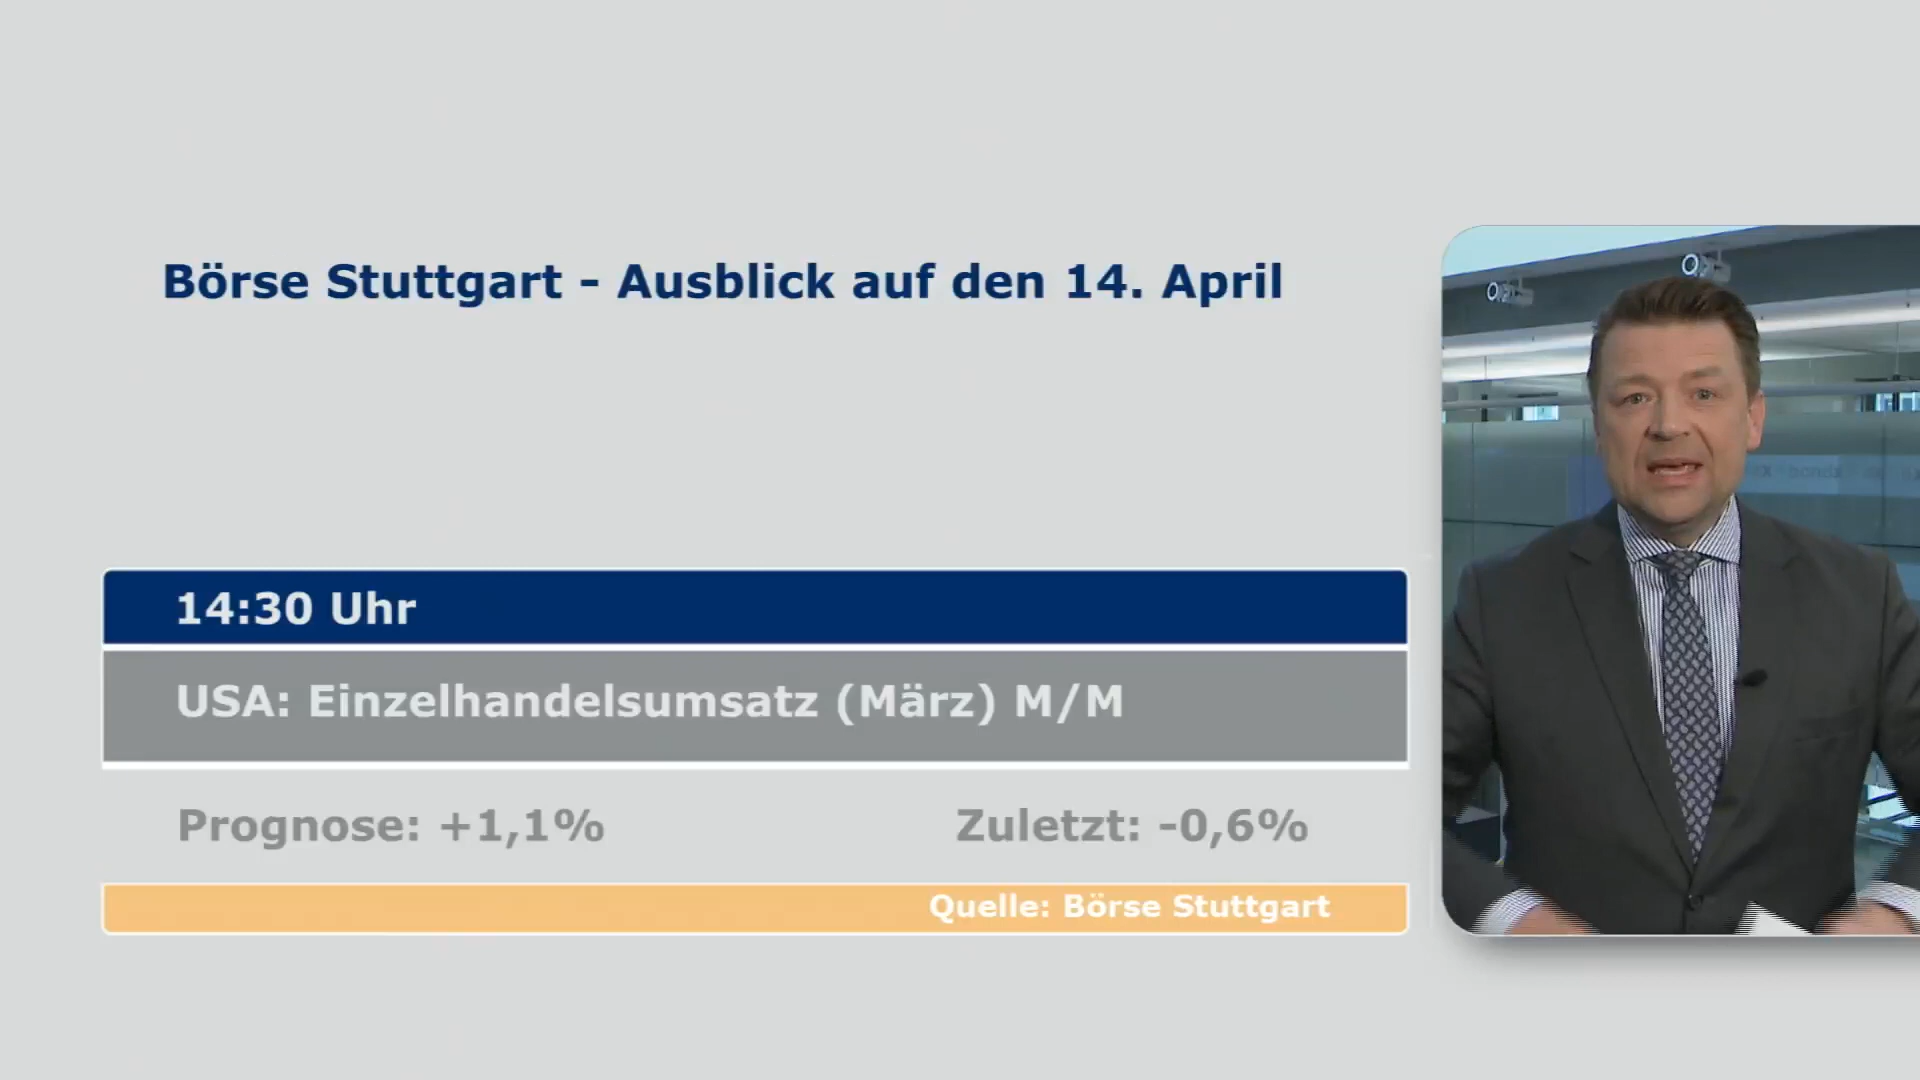 Börse Stuttgart - Ausblick auf den 14. April
14:30 Uhr
USA: Einzelhandelsumsatz (März) M/M
Prognose: +1,1%
Zuletzt: -0,6%
Quelle: Börse Stuttgart